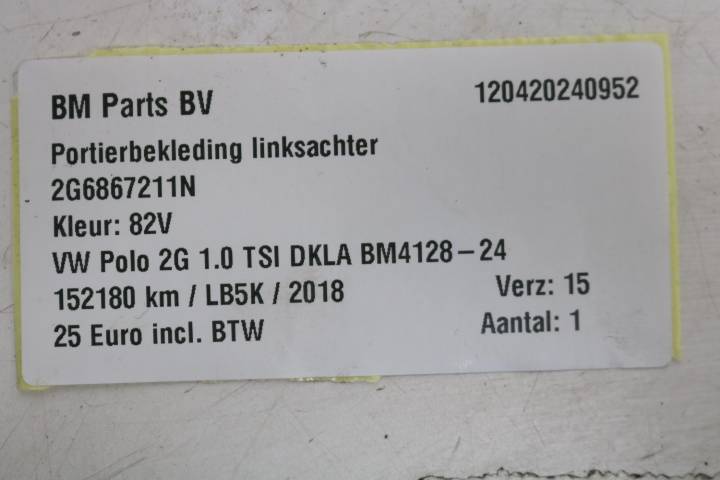 BM Parts BV 120420240952
Portierbekleding linksachter
2G6867211N
Kleur: 82V
VW Polo 2G 1.0 TSI DKLA BM4128-24
152180 km / LB5K / 2018 Verz: 15
25 Euro incl. BTW Aantal: 1